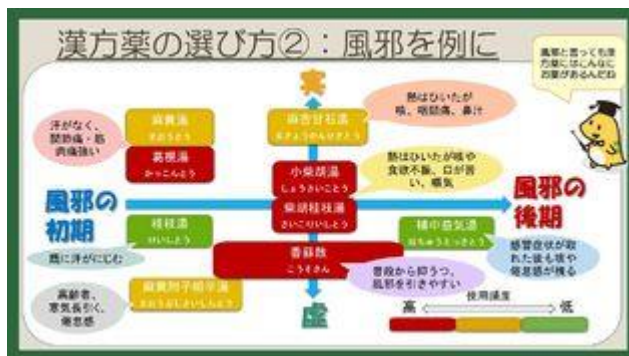 漢方薬の選び方②：風邪を例に
風邪と言っても漢
方薬にはこんなに
お薬があるんだね
実
麻黄湯
まおうとう
葛根湯
かっこんとう
汗がなく、
関節痛・筋
肉痛強い
麻杏甘石湯
まきょうかんせきとう
熱はひいたが
咳、咽頭痛、鼻汁
小柴胡湯
しょうさいことう
柴胡桂枝湯
さいこけいしとう
熱はひいたが咳や
食欲不振、口が苦
い、嘔気
風邪の
初期
風邪の
後期
桂枝湯
けいしとう
既に汗がにじむ
補中益気湯
ほちゅうえっきとう
感冒症状が取
れた後も咳や
倦怠感が残る
香蘇散
こうそさん
普段から抑うつ、
風邪を引きやすい
麻黄附子細辛湯
まおうぶしさいしんとう
高齢者、
寒気長引く、
倦怠感
虚
使用頻度
高
低